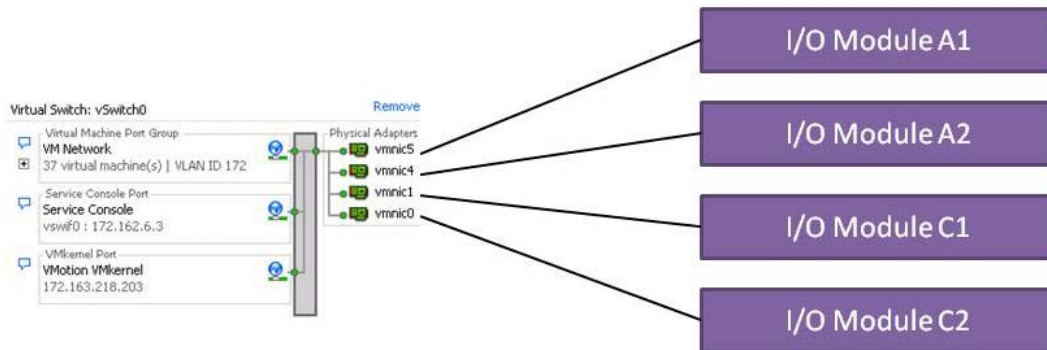 Virtual Switch: vSwitch0
Remove
Virtual Machine Port Group
VM Network
37 virtual machine(s) | VLAN ID 172
Service Console Port
Service Console
vswif0 : 172.162.6.3
VMkernel Port
VMotion VMkernel
172.163.218.203
Physical Adapters
vmnic5
vmnic4
vmnic1
vmnic0
I/O Module A1
I/O Module A2
I/O Module C1
I/O Module C2